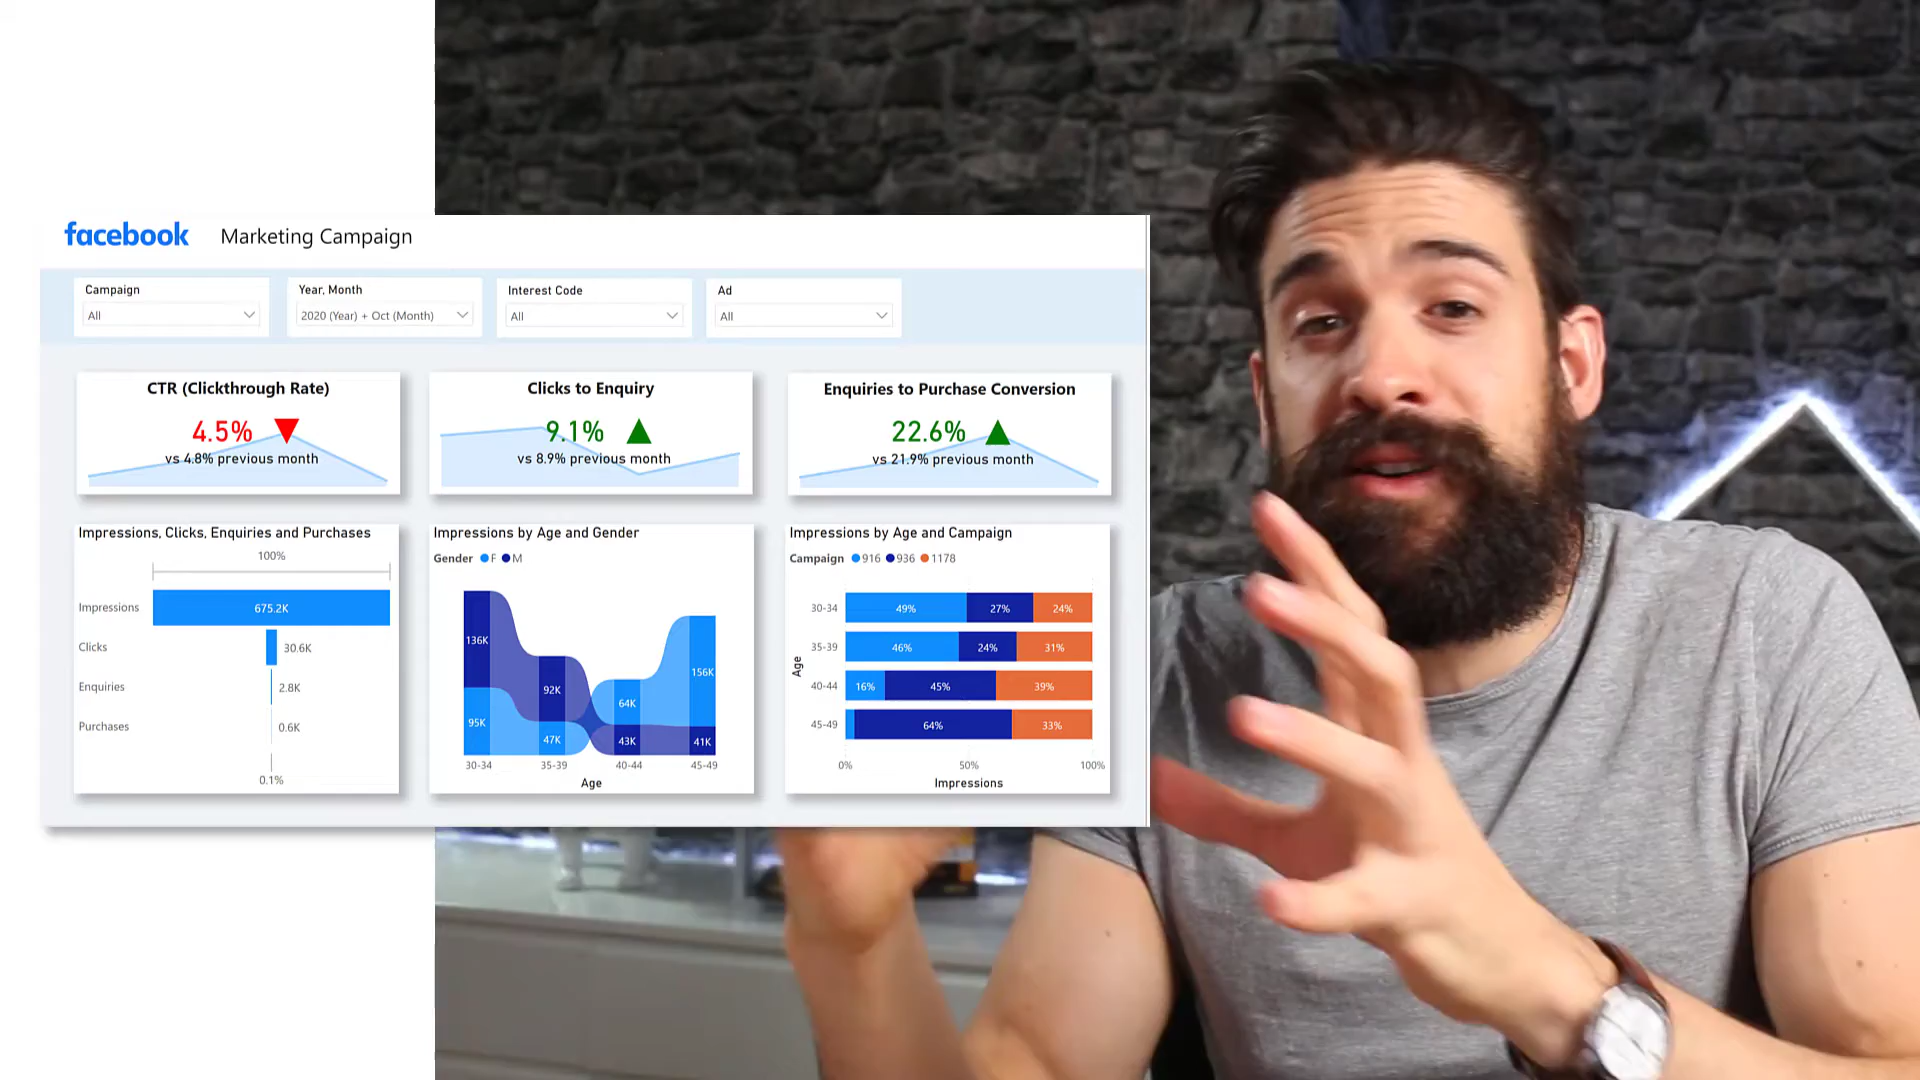 facebook Marketing Campaign
Campaign
All
Year, Month
2020 (Year) + Oct (Month)
Interest Code
All
Ad
All
CTR (Clickthrough Rate)
4.5%
vs 4.8% previous month
Clicks to Enquiry
9.1%
vs 8.9% previous month
Enquiries to Purchase Conversion
22.6%
vs 21.9% previous month
Impressions, Clicks, Enquiries and Purchases
100%
Impressions 675.2K
Clicks 30.6K
Enquiries 2.8K
Purchases 0.6K
0.1%
Impressions by Age and Gender
Gender F M
136K
95K
92K
47K
64K
43K
156K
41K
30-34 35-39 40-44 45-49
Age
Impressions by Age and Campaign
Campaign 916 936 1178
Age
30-34 49% 27% 24%
35-39 46% 24% 31%
40-44 16% 45% 39%
45-49 64% 33%
0% 50% 100%
Impressions